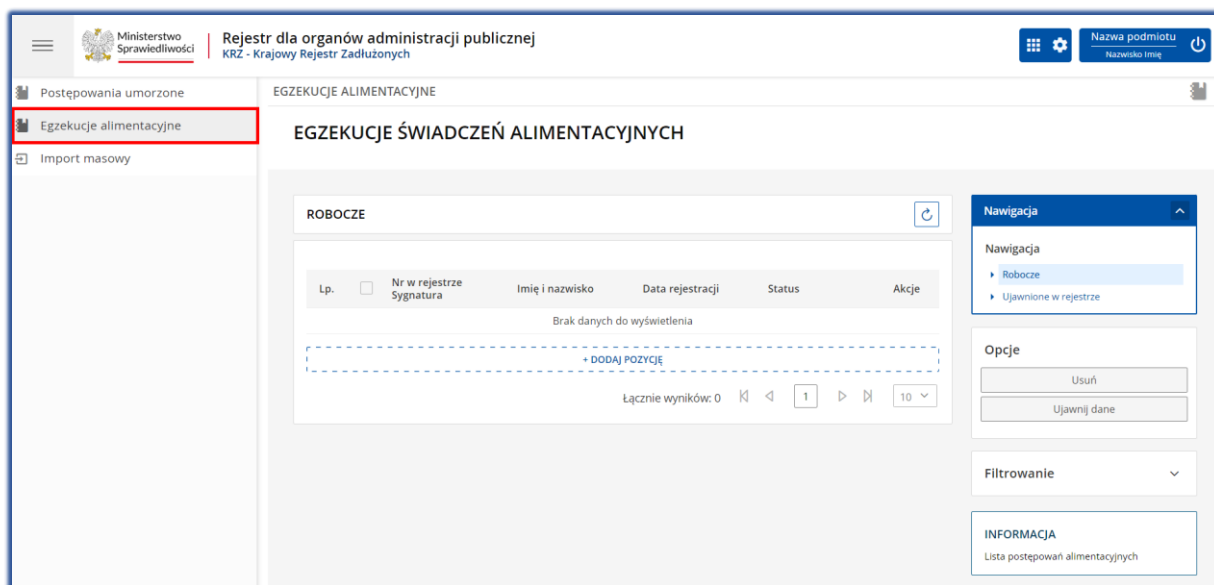 Ministerstwo
Sprawiedliwości
Rejestr dla organów administracji publicznej
KRZ - Krajowy Rejestr Zadłużonych
Nazwa podmiotu
Nazwisko Imię
Postępowania umorzone
Egzekucje alimentacyjne
Import masowy
EGZEKUCJE ALIMENTACYJNE
EGZEKUCJE ŚWIADCZEŃ ALIMENTACYJNYCH
ROBOCZE
Lp. Nr w rejestrze Sygnatura Imię i nazwisko Data rejestracji Status Akcje
Brak danych do wyświetlenia
+ DODAJ POZYCJĘ
Łącznie wyników: 0 1 10
Nawigacja
Nawigacja
Robocze
Ujawnione w rejestrze
Opcje
Usuń
Ujawnij dane
Filtrowanie
INFORMACJA
Lista postępowań alimentacyjnych